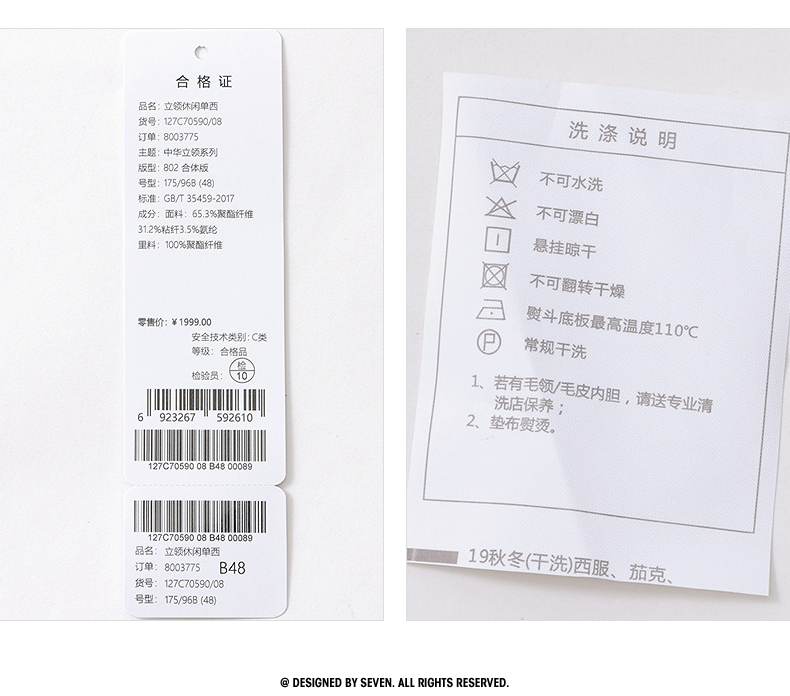 合格证
品名：立领休闲单西
货号：127C70590/08
订单：8003775
主题：中华立领系列
版型：802 合体版
号型：175/96B (48)
标准：GB/T 35459-2017
成分：面料：65.3%聚酯纤维
31.2%粘纤3.5%氨纶
里料：100%聚酯纤维
零售价：￥1999.00
安全技术类别：C类
等级：合格品
检验员：检 10
6 923267 592610
127C70590 08 B48 00089
127C70590 08 B48 00089
品名：立领休闲单西
订单：8003775 B48
货号：127C70590/08
号型：175/96B (48)
洗涤说明
不可水洗
不可漂白
悬挂晾干
不可翻转干燥
熨斗底板最高温度110℃
P 常规干洗
1、若有毛领/毛皮内胆，请送专业清
洗店保养；
2、垫布熨烫。
19秋冬(干洗)西服、茄克、
@ DESIGNED BY SEVEN. ALL RIGHTS RESERVED.